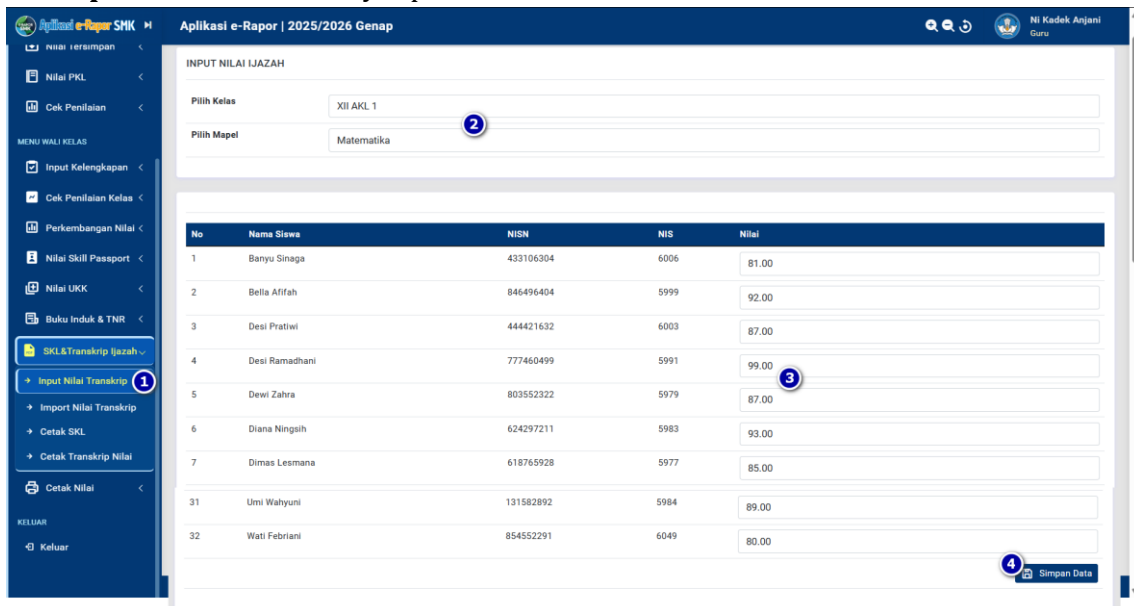 Aplikasi e-Rapor SMK
Aplikasi e-Rapor | 2025/2026 Genap
Ni Kadek Anjani
Guru
Nilai Tersimpan
Nilai PKL
Cek Penilaian
MENU WALI KELAS
Input Kelengkapan
Cek Penilaian Kelas
Perkembangan Nilai
Nilai Skill Passport
Nilai UKK
Buku Induk & TNR
SKL&Transkrip Ijazah
Input Nilai Transkrip 1
Import Nilai Transkrip
Cetak SKL
Cetak Transkrip Nilai
Cetak Nilai
KELUAR
Keluar
INPUT NILAI IJAZAH
Pilih Kelas XII AKL 1
2
Pilih Mapel Matematika
No Nama Siswa NISN NIS Nilai
1 Banyu Sinaga 433106304 6006 81.00
2 Bella Afifah 846496404 5999 92.00
3 Desi Pratiwi 444421632 6003 87.00
4 Desi Ramadhani 777460499 5991 99.00
3
5 Dewi Zahra 803552322 5979 87.00
6 Diana Ningsih 624297211 5983 93.00
7 Dimas Lesmana 618765928 5977 85.00
31 Umi Wahyuni 131582892 5984 89.00
32 Wati Febriani 854552291 6049 80.00
4 Simpan Data